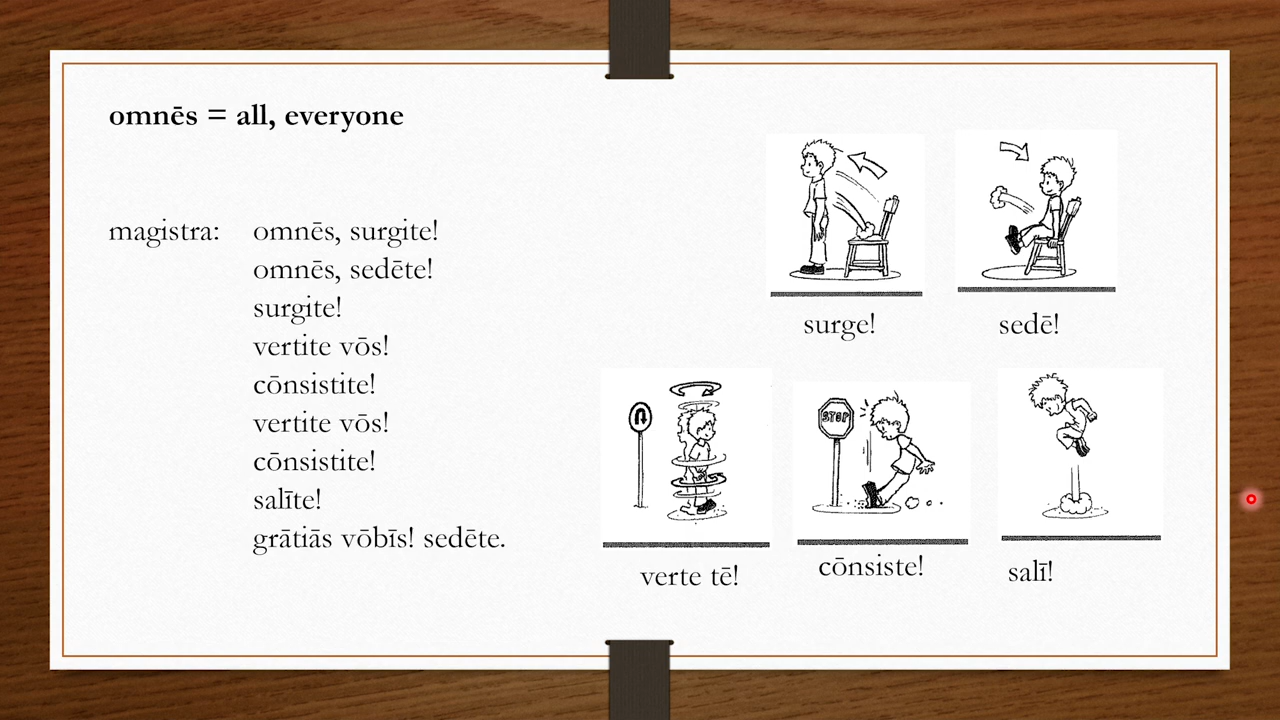 omnēs = all, everyone
magistra: omnēs, surgite!
omnēs, sedēte!
surgite!
vertite vōs!
cōnsistite!
vertite vōs!
cōnsistite!
salīte!
grātiās vōbīs! sedēte.
surge!
sedē!
STOP
verte tē!
cōnsiste!
salī!